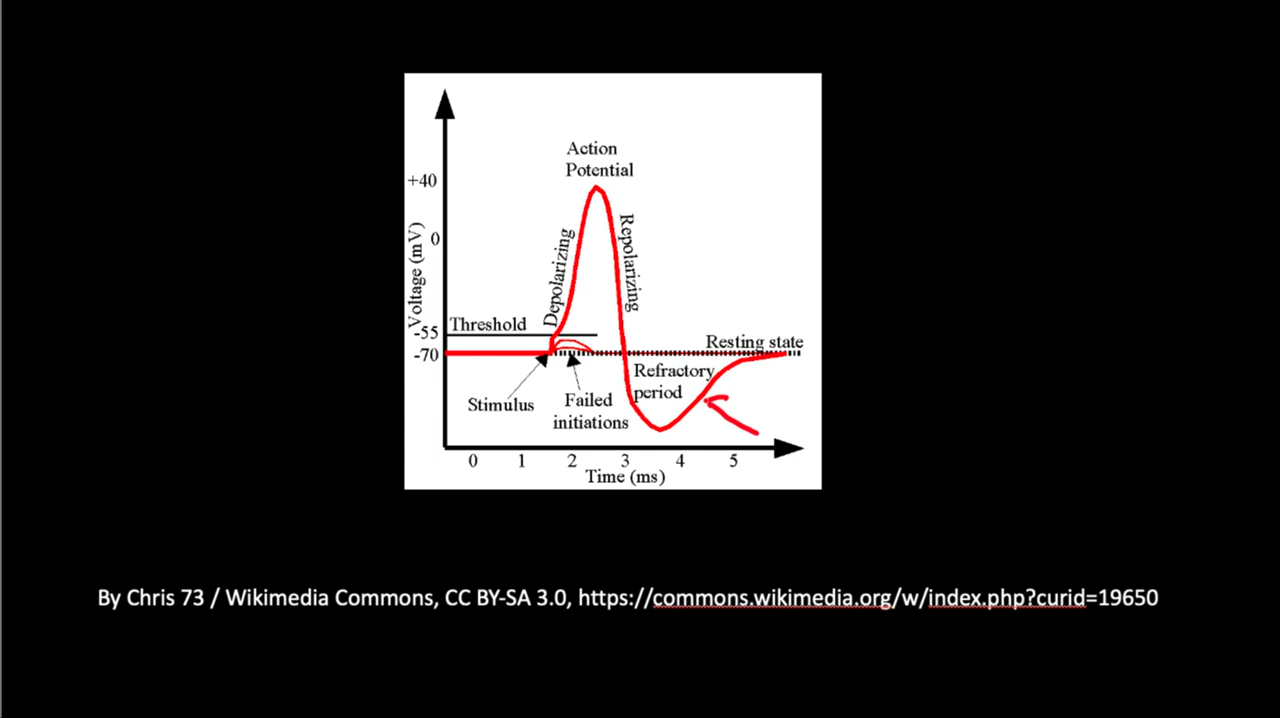 Action
Potential
+40
0
-55
-70
Voltage (mV)
Threshold
Depolarizing
Repolarizing
Resting state
Refractory
period
Stimulus
Failed
initiations
0 1 2 3 4 5
Time (ms)
By Chris 73 / Wikimedia Commons, CC BY-SA 3.0, https://commons.wikimedia.org/w/index.php?curid=19650